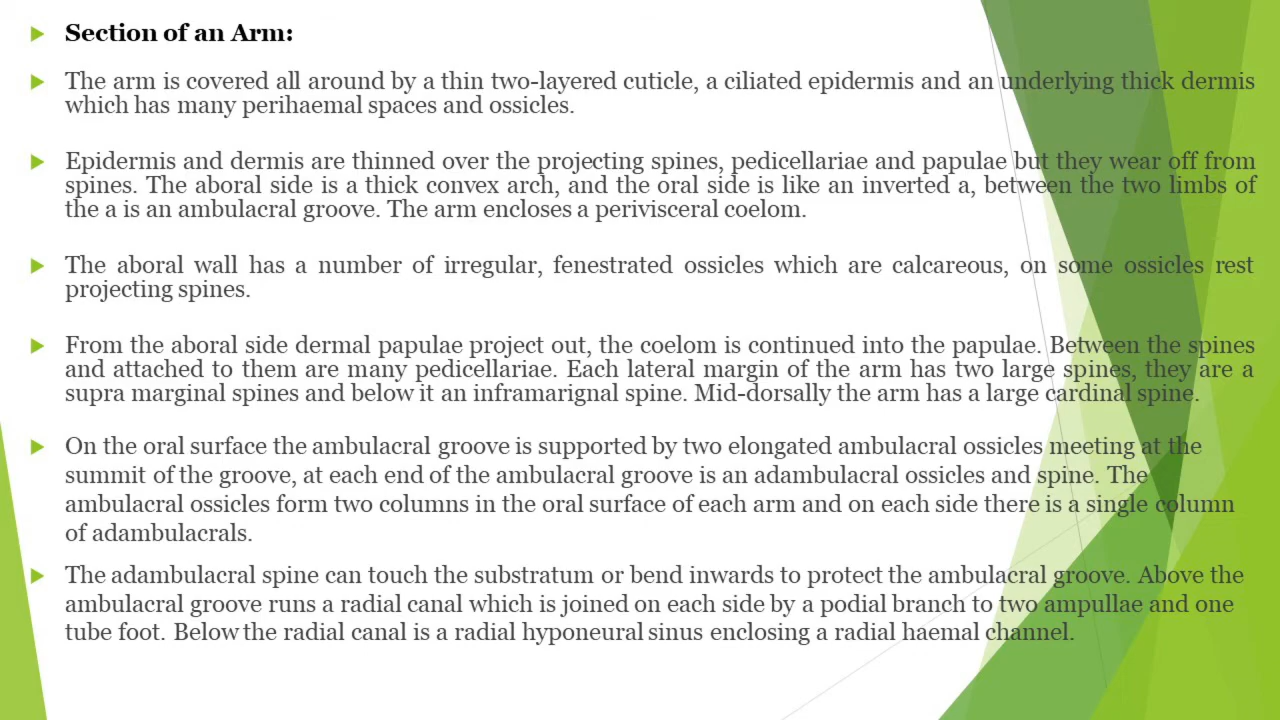 Section of an Arm:
The arm is covered all around by a thin two-layered cuticle, a ciliated epidermis and an underlying thick dermis
which has many perihaemal spaces and ossicles.
Epidermis and dermis are thinned over the projecting spines, pedicellariae and papulae but they wear off from
spines. The aboral side is a thick convex arch, and the oral side is like an inverted a, between the two limbs of
the a is an ambulacral groove. The arm encloses a perivisceral coelom.
The aboral wall has a number of irregular, fenestrated ossicles which are calcareous, on some ossicles rest
projecting spines.
From the aboral side dermal papulae project out, the coelom is continued into the papulae. Between the spines
and attached to them are many pedicellariae. Each lateral margin of the arm has two large spines, they are a
supra marginal spines and below it an inframarignal spine. Mid-dorsally the arm has a large cardinal spine.
On the oral surface the ambulacral groove is supported by two elongated ambulacral ossicles meeting at the
summit of the groove, at each end of the ambulacral groove is an adambulacral ossicles and spine. The
ambulacral ossicles form two columns in the oral surface of each arm and on each side there is a single column
of adambulacrals.
The adambulacral spine can touch the substratum or bend inwards to protect the ambulacral groove. Above the
ambulacral groove runs a radial canal which is joined on each side by a podial branch to two ampullae and one
tube foot. Below the radial canal is a radial hyponeural sinus enclosing a radial haemal channel.